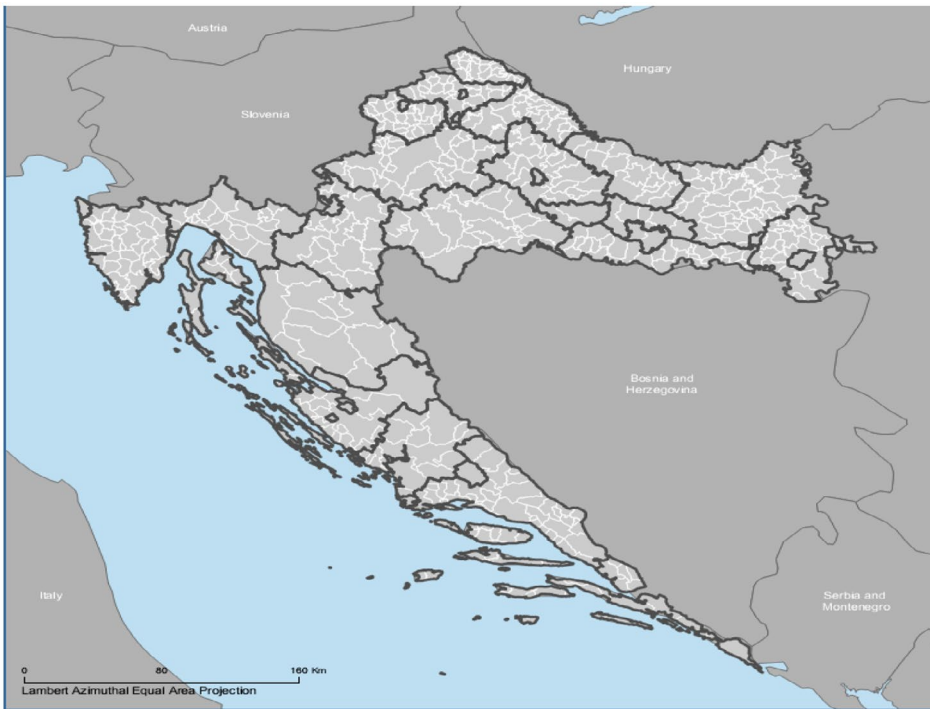 Austria
Hungary
Slovenia
Bosnia and
Herzegovina
Italy
Serbia and
Montenegro
0 80 160 Km
Lambert Azimuthal Equal Area Projection